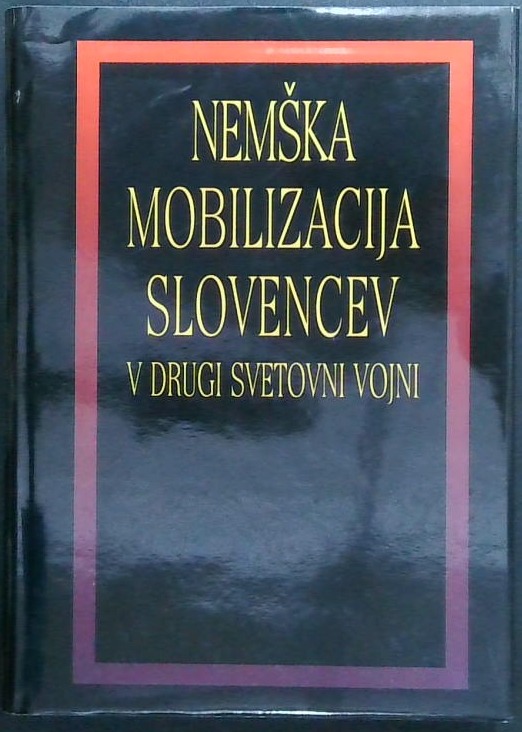 NEMŠKA
MOBILIZACIJA
SLOVENCEV
V DRUGI SVETOVNI VOJNI